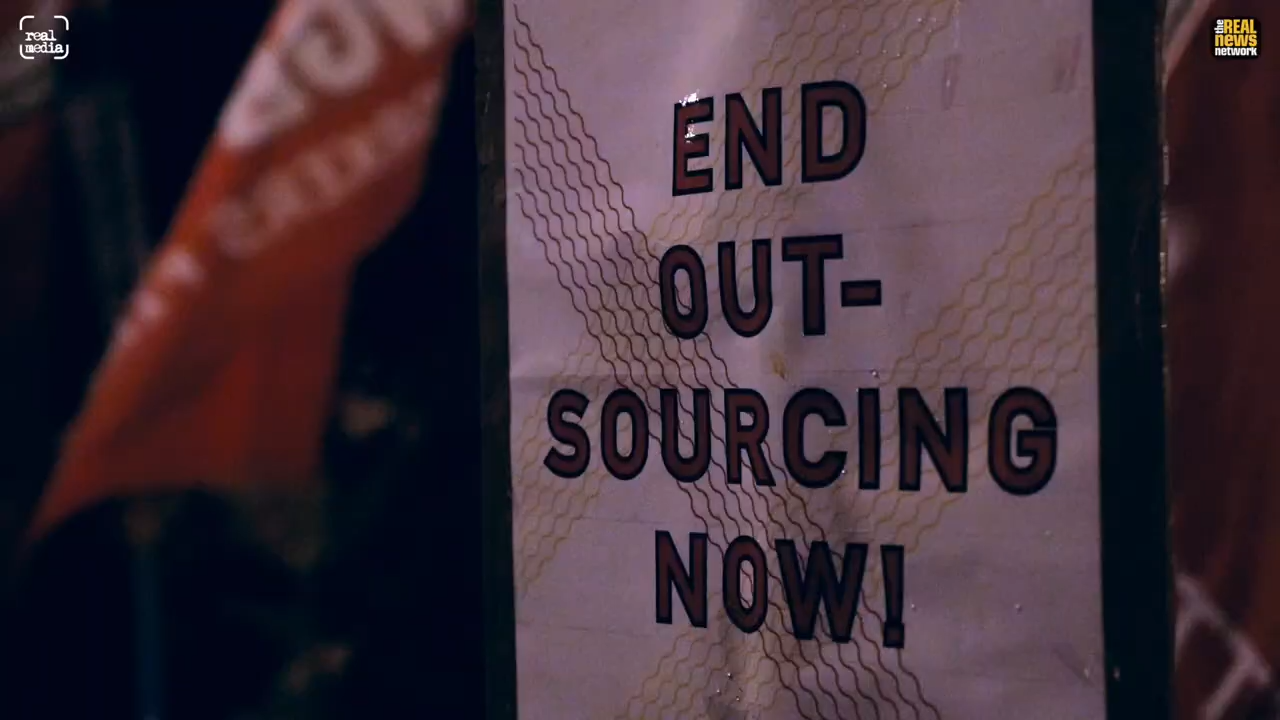 real
media
the
REAL
news
network
END
OUT-
SOURCING
NOW!